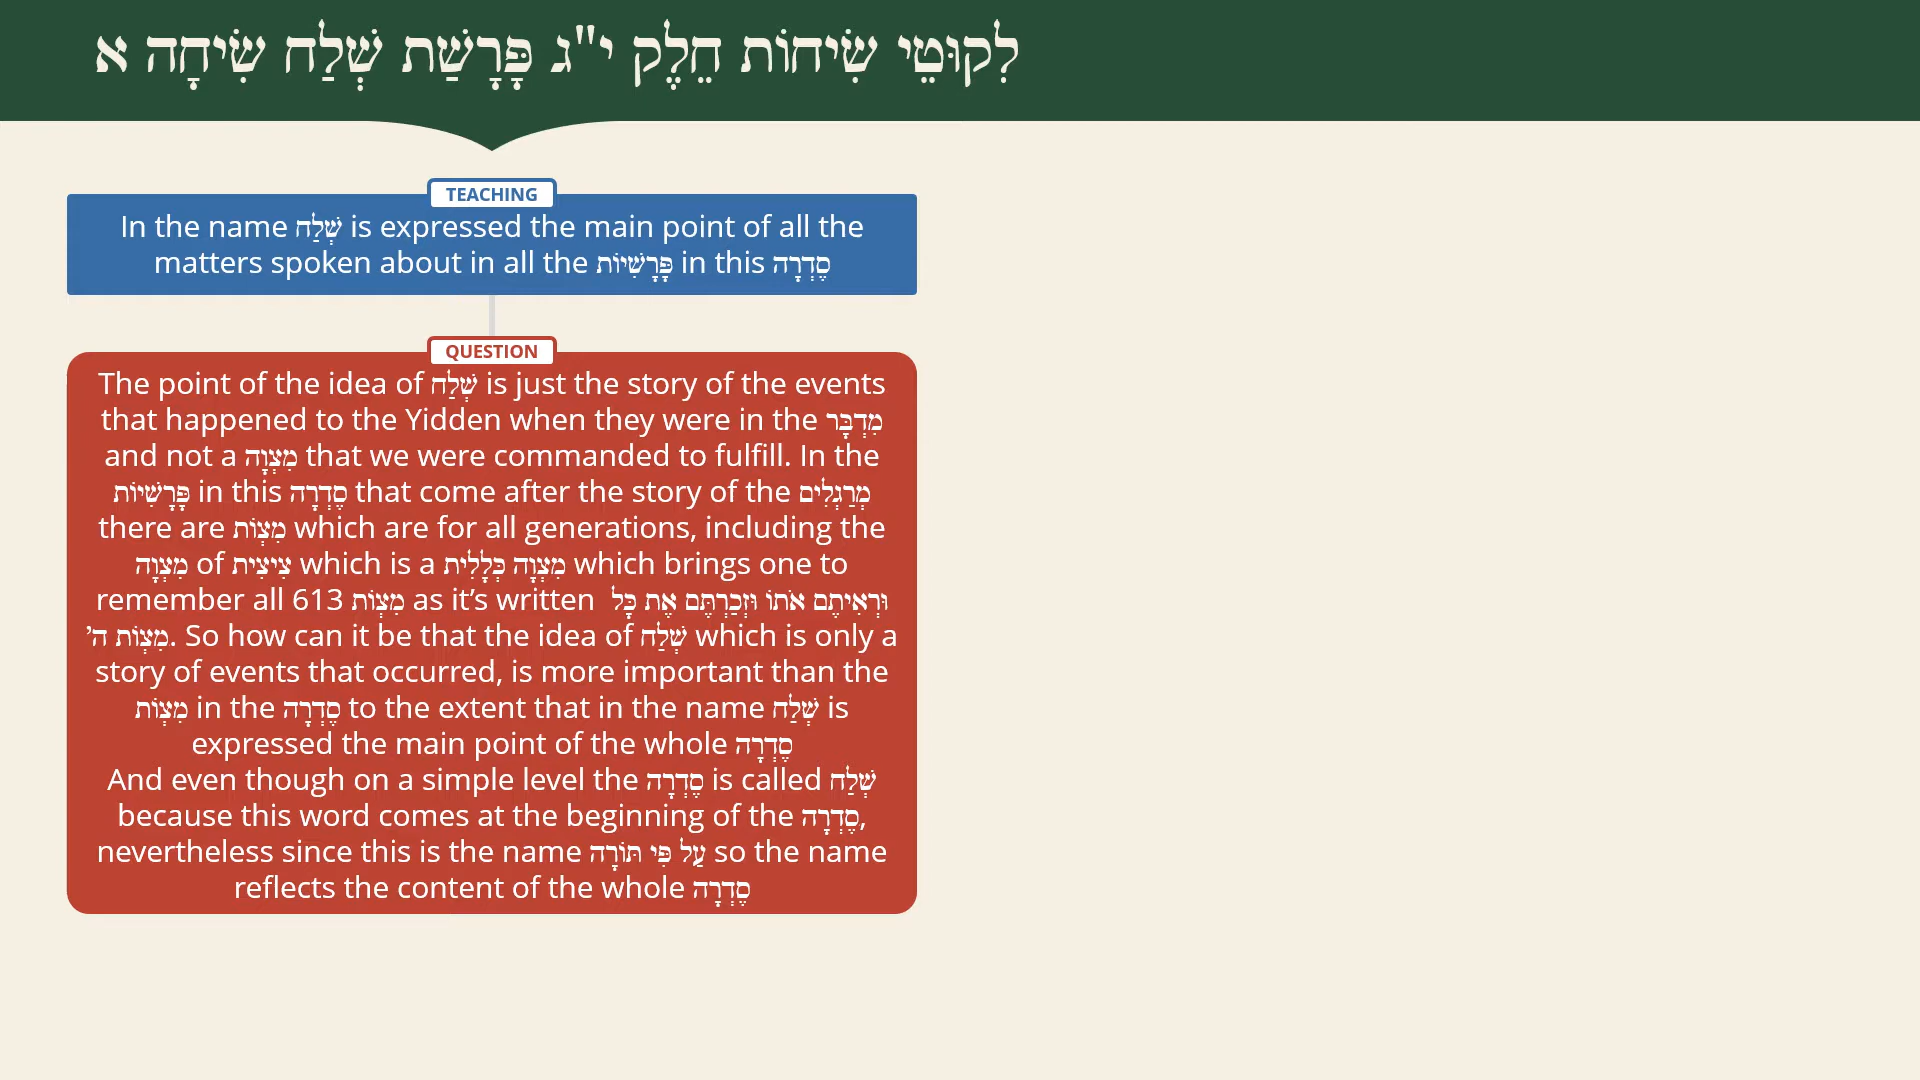 לִקוּטֵי שִׂיחוֹת חֵלֶק י"ג פָּרָשַׁת שְׁלַח שִׂיחָה א
TEACHING
In the name שְׁלַח is expressed the main point of all the
matters spoken about in all the פָּרָשִׁיּוֹת in this סֶדְרָה
QUESTION
The point of the idea of שְׁלַח is just the story of the events
that happened to the Yidden when they were in the מִדְבָּר
and not a מִצְוָה that we were commanded to fulfill. In the
פָּרָשִׁיּוֹת in this סֶדְרָה that come after the story of the מְרַגְלִים
there are מִצְוֹת which are for all generations, including the
מִצְוָה of צִיצִית which is a מִצְוָה כְּלָלִית which brings one to
remember all 613 מִצְוֹת as it’s written וּרְאִיתֶם אֹתוֹ וּזְכַרְתֶּם אֶת כָּל
מִצְוֹת ה’. So how can it be that the idea of שְׁלַח which is only a
story of events that occurred, is more important than the
מִצְוֹת in the סֶדְרָה to the extent that in the name שְׁלַח is
expressed the main point of the whole סֶדְרָה
And even though on a simple level the סֶדְרָה is called שְׁלַח
because this word comes at the beginning of the סֶדְרָה,
nevertheless since this is the name עַל פִּי תּוֹרָה so the name
reflects the content of the whole סֶדְרָה